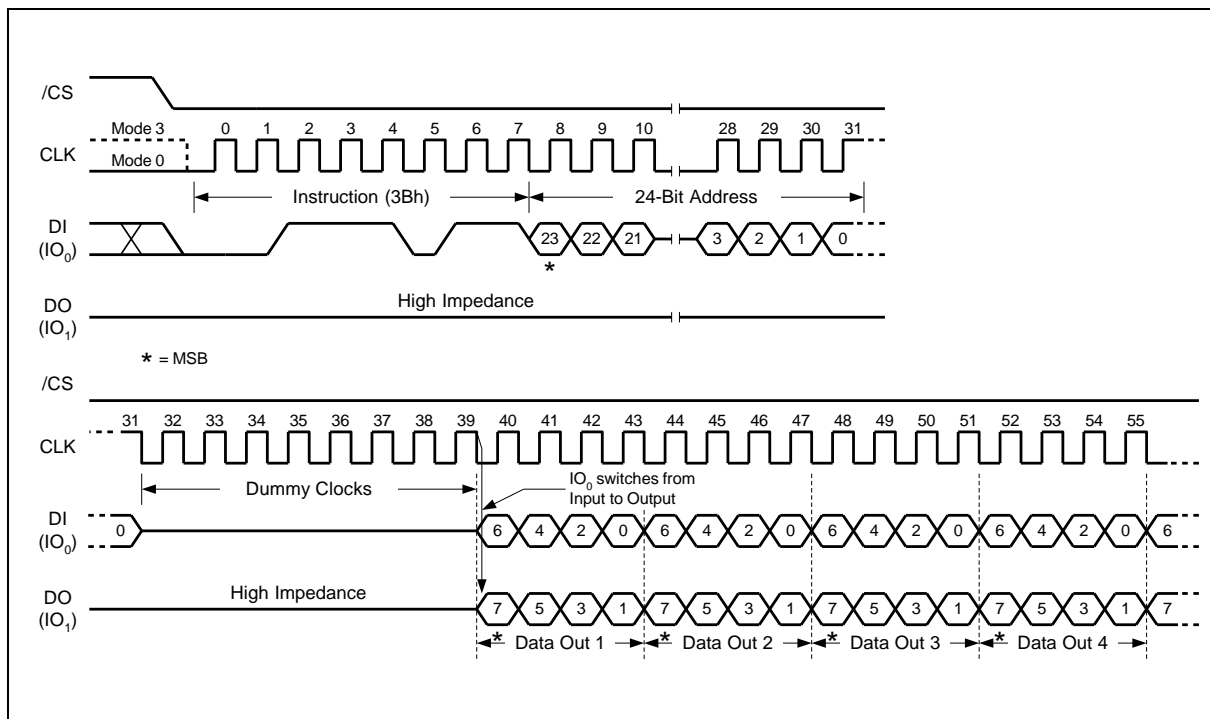 /CS
Mode 3 0 1 2 3 4 5 6 7 8 9 10 28 29 30 31
CLK
Mode 0
Instruction (3Bh) 24-Bit Address
DI
(IO0) 23 22 21 3 2 1 0
*
High Impedance
DO
(IO1)
* = MSB
/CS
31 32 33 34 35 36 37 38 39 40 41 42 43 44 45 46 47 48 49 50 51 52 53 54 55
CLK
Dummy Clocks
IO0 switches from
Input to Output
DI
(IO0) 0 6 4 2 0 6 4 2 0 6 4 2 0 6 4 2 0 6
High Impedance
DO
(IO1) 7 5 3 1 7 5 3 1 7 5 3 1 7 5 3 1 7
* Data Out 1 * Data Out 2 * Data Out 3 * Data Out 4